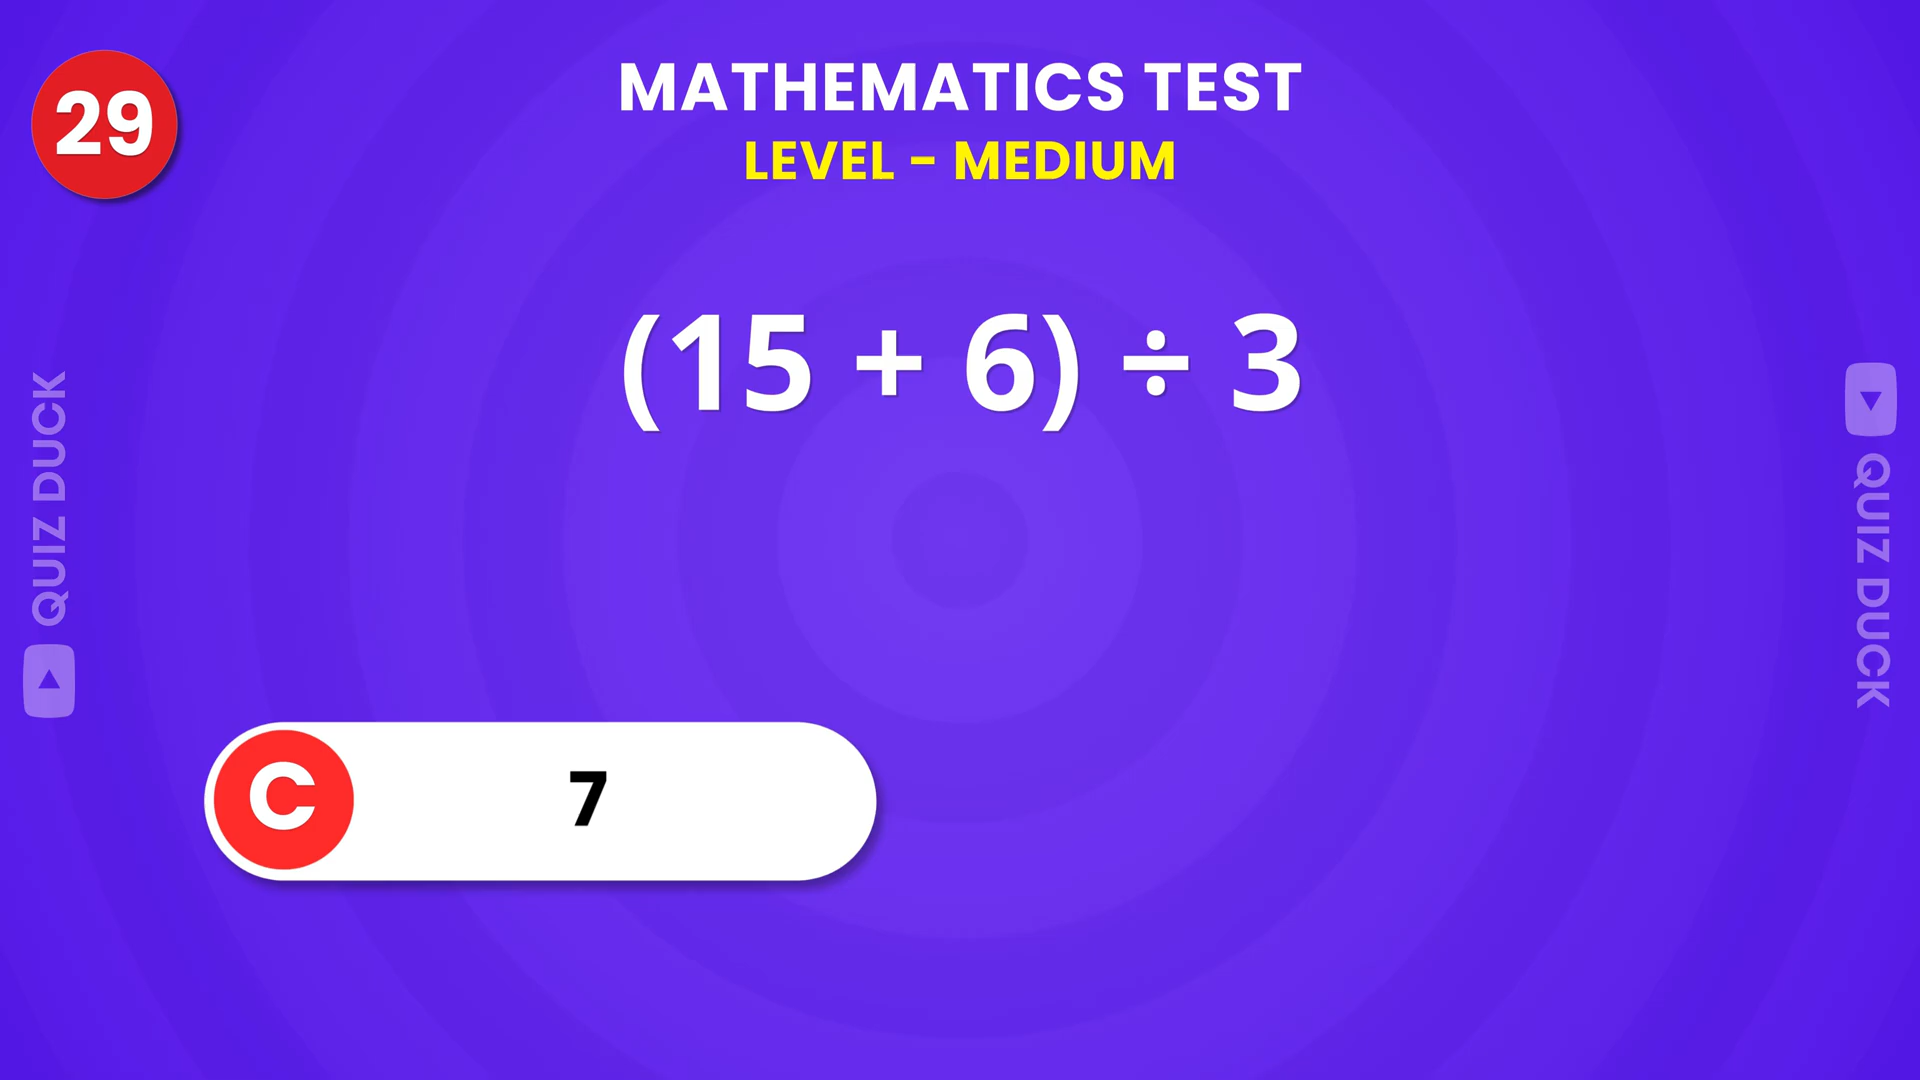 29
MATHEMATICS TEST
LEVEL - MEDIUM
(15 + 6) ÷ 3
QUIZ DUCK
QUIZ DUCK
C 7